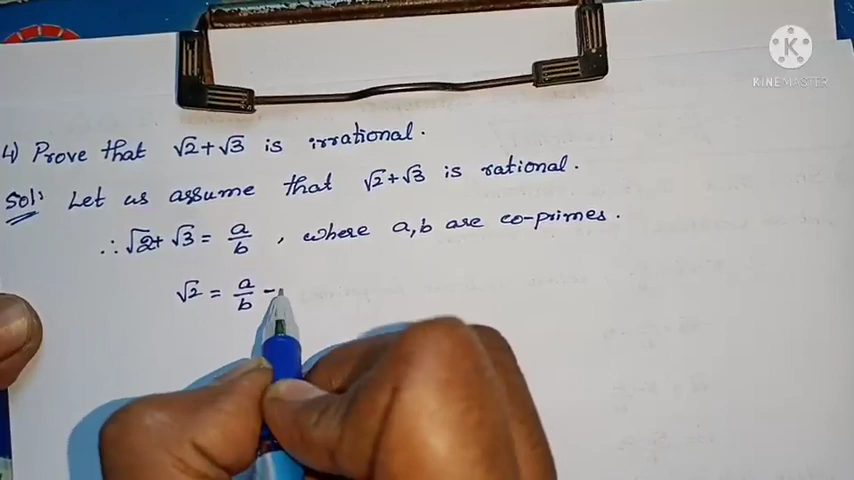 KINEMASTER
4) Prove that √2+√3 is irrational.
Sol: Let us assume that √2+√3 is rational.
∴ √2+√3 = a/b , where a,b are co-primes.
√2 = a/b -